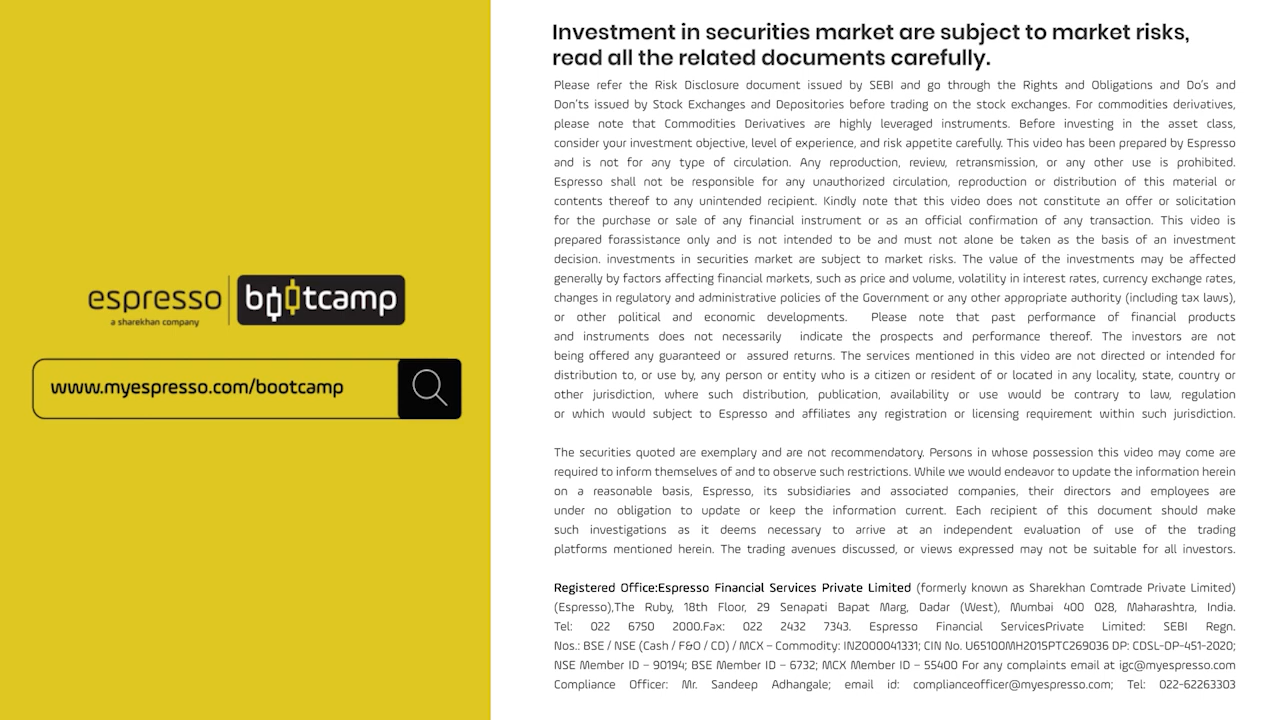 espresso
bootcamp
a sharekhan company
www.myespresso.com/bootcamp
Investment in securities market are subject to market risks,
read all the related documents carefully.
Please refer the Risk Disclosure document issued by SEBI and go through the Rights and Obligations and Do's and
Don'ts issued by Stock Exchanges and Depositories before trading on the stock exchanges. For commodities derivatives,
please note that Commodities Derivatives are highly leveraged instruments. Before investing in the asset class,
consider your investment objective, level of experience, and risk appetite carefully. This video has been prepared by Espresso
and is not for any type of circulation. Any reproduction, review, retransmission, or any other use is prohibited.
Espresso shall not be responsible for any unauthorized circulation, reproduction or distribution of this material or
contents thereof to any unintended recipient. Kindly note that this video does not constitute an offer or solicitation
for the purchase or sale of any financial instrument or as an official confirmation of any transaction. This video is
prepared forassistance only and is not intended to be and must not alone be taken as the basis of an investment
decision. investments in securities market are subject to market risks. The value of the investments may be affected
generally by factors affecting financial markets, such as price and volume, volatility in interest rates, currency exchange rates,
changes in regulatory and administrative policies of the Government or any other appropriate authority (including tax laws),
or other political and economic developments. Please note that past performance of financial products
and instruments does not necessarily indicate the prospects and performance thereof. The investors are not
being offered any guaranteed or assured returns. The services mentioned in this video are not directed or intended for
distribution to, or use by, any person or entity who is a citizen or resident of or located in any locality, state, country or
other jurisdiction, where such distribution, publication, availability or use would be contrary to law, regulation
or which would subject to Espresso and affiliates any registration or licensing requirement within such jurisdiction.
The securities quoted are exemplary and are not recommendatory. Persons in whose possession this video may come are
required to inform themselves of and to observe such restrictions. While we would endeavor to update the information herein
on a reasonable basis, Espresso, its subsidiaries and associated companies, their directors and employees are
under no obligation to update or keep the information current. Each recipient of this document should make
such investigations as it deems necessary to arrive at an independent evaluation of use of the trading
platforms mentioned herein. The trading avenues discussed, or views expressed may not be suitable for all investors.
Registered Office:Espresso Financial Services Private Limited (formerly known as Sharekhan Comtrade Private Limited)
(Espresso),The Ruby, 18th Floor, 29 Senapati Bapat Marg, Dadar (West), Mumbai 400 028, Maharashtra, India.
Tel: 022 6750 2000.Fax: 022 2432 7343. Espresso Financial ServicesPrivate Limited: SEBI Regn.
Nos.: BSE / NSE (Cash / F&O / CD) / MCX – Commodity: INZ000041331; CIN No. U65100MH2015PTC269036 DP: CDSL-DP-451-2020;
NSE Member ID – 90194; BSE Member ID – 6732; MCX Member ID – 55400 For any complaints email at igc@myespresso.com
Compliance Officer: Mr. Sandeep Adhangale; email id: complianceofficer@myespresso.com; Tel: 022-62263303